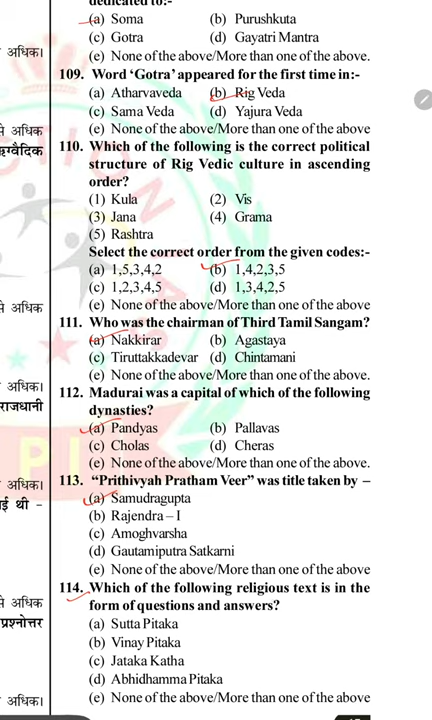 dedicated to:-
(a) Soma (b) Purushkuta
(c) Gotra (d) Gayatri Mantra
अधिक। (e) None of the above/More than one of the above.
109. Word ‘Gotra’ appeared for the first time in:-
(a) Atharvaveda (b) Rig Veda
(c) Sama Veda (d) Yajura Veda
से अधिक (e) None of the above/More than one of the above
ऋग्वैदिक 110. Which of the following is the correct political
structure of Rig Vedic culture in ascending
order?
(1) Kula (2) Vis
(3) Jana (4) Grama
(5) Rashtra
Select the correct order from the given codes:-
(a) 1,5,3,4,2 (b) 1,4,2,3,5
(c) 1,2,3,4,5 (d) 1,3,4,2,5
से अधिक (e) None of the above/More than one of the above
111. Who was the chairman of Third Tamil Sangam?
(a) Nakkirar (b) Agastaya
(c) Tiruttakkadevar (d) Chintamani
(e) None of the above/More than one of the above.
अधिक। 112. Madurai was a capital of which of the following
राजधानी dynasties?
(a) Pandyas (b) Pallavas
(c) Cholas (d) Cheras
(e) None of the above/More than one of the above.
अधिक। 113. “Prithivyah Pratham Veer” was title taken by –
ई थी - (a) Samudragupta
(b) Rajendra – I
(c) Amoghvarsha
(d) Gautamiputra Satkarni
(e) None of the above/More than one of the above
114. Which of the following religious text is in the
से अधिक form of questions and answers?
प्रश्नोत्तर (a) Sutta Pitaka
(b) Vinay Pitaka
(c) Jataka Katha
(d) Abhidhamma Pitaka
अधिक। (e) None of the above/More than one of the above